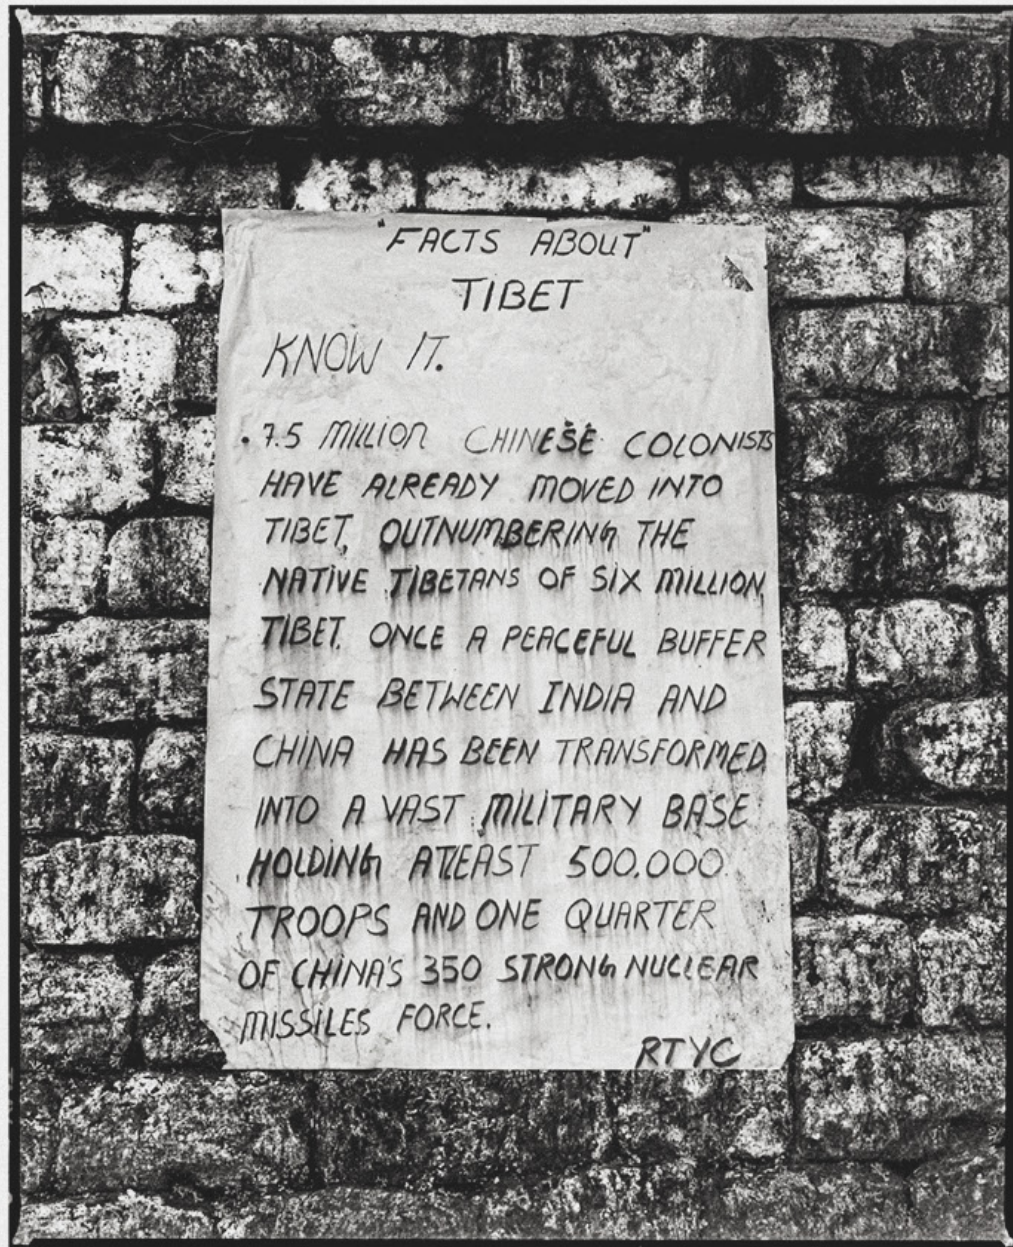 "FACTS ABOUT"
TIBET
KNOW IT.
. 7.5 MILLION CHINESE COLONISTS
HAVE ALREADY MOVED INTO
TIBET, OUTNUMBERING THE
NATIVE TIBETANS OF SIX MILLION,
TIBET. ONCE A PEACEFUL BUFFER
STATE BETWEEN INDIA AND
CHINA HAS BEEN TRANSFORMED
INTO A VAST MILITARY BASE
HOLDING ATLEAST 500.000
TROOPS AND ONE QUARTER
OF CHINA'S 350 STRONG NUCLEAR
MISSILES FORCE.
RTYC